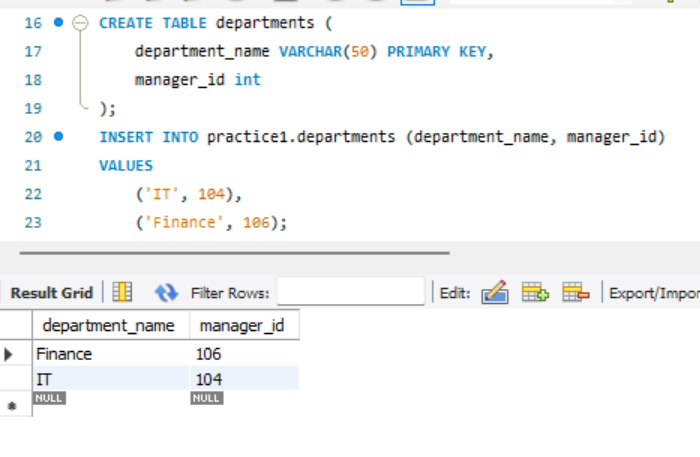 16 CREATE TABLE departments (
17 department_name VARCHAR(50) PRIMARY KEY,
18 manager_id int
19 );
20 INSERT INTO practice1.departments (department_name, manager_id)
21 VALUES
22 ('IT', 104),
23 ('Finance', 106);
Result Grid Filter Rows: Edit: Export/Impor
department_name manager_id
Finance 106
IT 104
NULL NULL